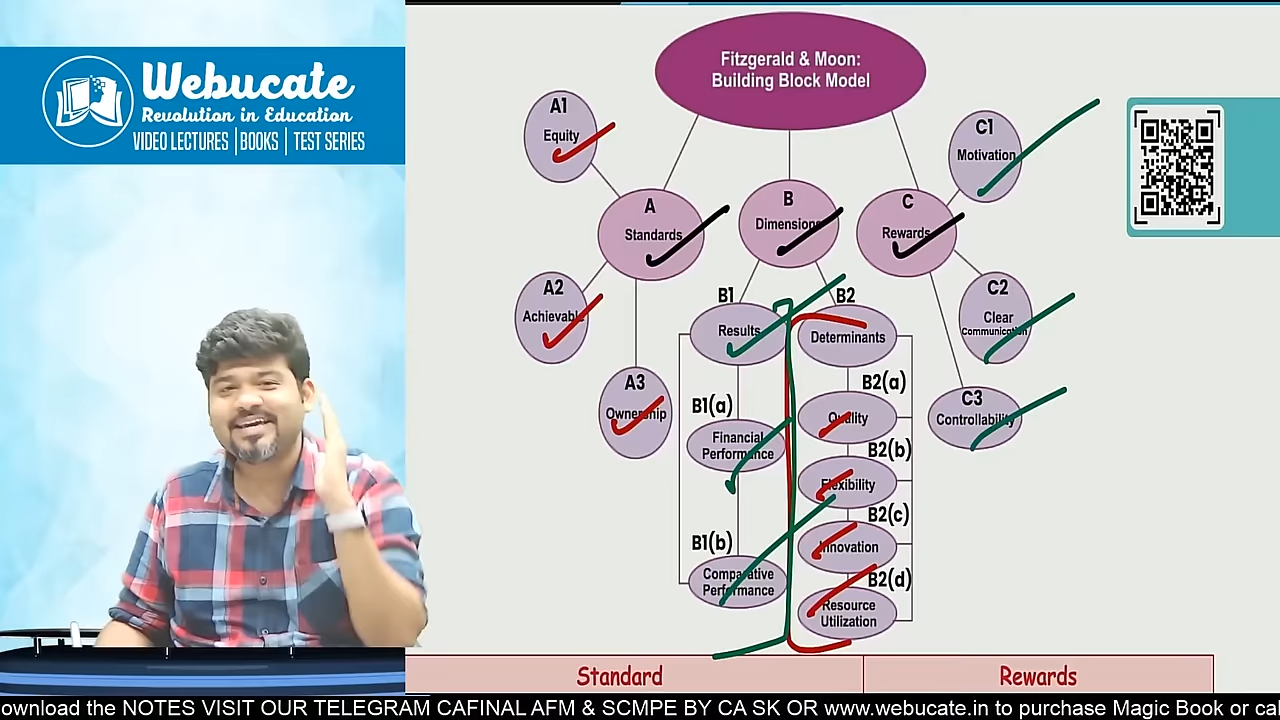 Webucate
Revolution in Education
VIDEO LECTURES | BOOKS | TEST SERIES
Fitzgerald & Moon:
Building Block Model
A1
Equity
A
Standards
A2
Achievable
A3
Ownership
B
Dimensions
B1
Results
B1(a)
Financial
Performance
B1(b)
Comparative
Performance
B2
Determinants
B2(a)
Quality
B2(b)
Flexibility
B2(c)
Innovation
B2(d)
Resource
Utilization
C
Rewards
C1
Motivation
C2
Clear
Communication
C3
Controllability
Standard
Rewards
ownload the NOTES VISIT OUR TELEGRAM CAFINAL AFM & SCMPE BY CA SK OR www.webucate.in to purchase Magic Book or ca